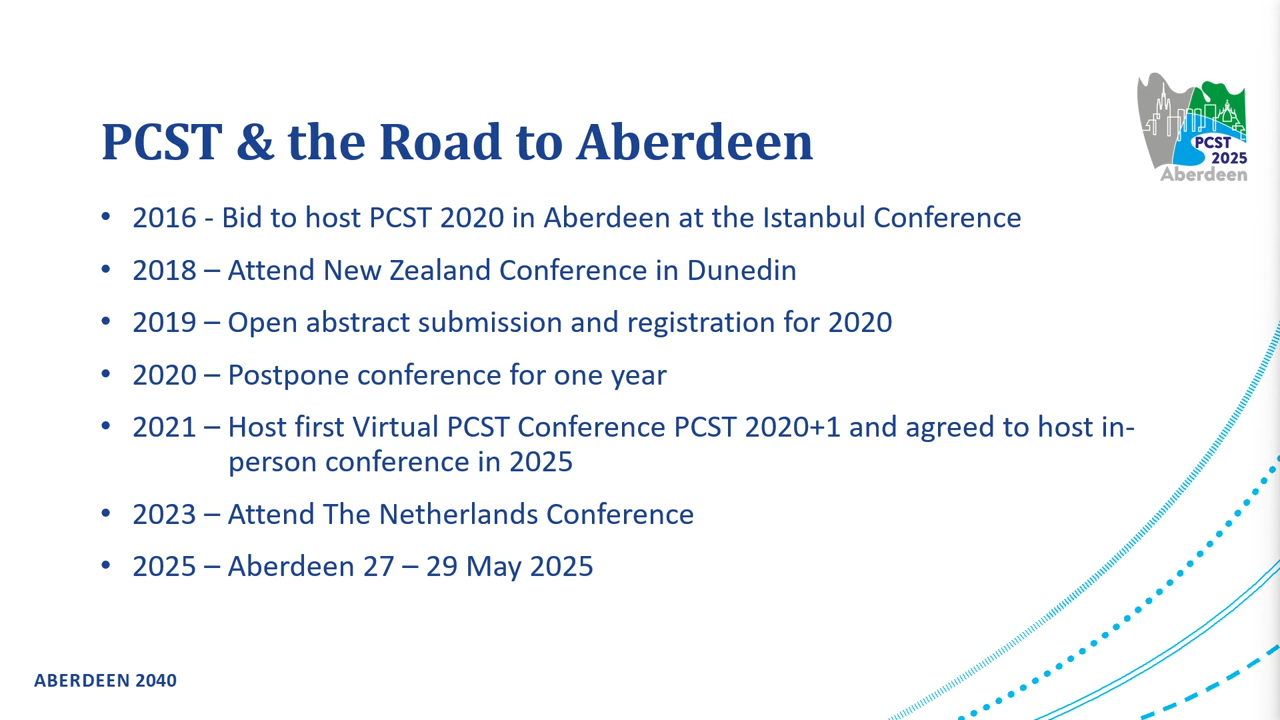 PCST & the Road to Aberdeen
PCST
2025
Aberdeen
• 2016 - Bid to host PCST 2020 in Aberdeen at the Istanbul Conference
• 2018 – Attend New Zealand Conference in Dunedin
• 2019 – Open abstract submission and registration for 2020
• 2020 – Postpone conference for one year
• 2021 – Host first Virtual PCST Conference PCST 2020+1 and agreed to host in-
person conference in 2025
• 2023 – Attend The Netherlands Conference
• 2025 – Aberdeen 27 – 29 May 2025
ABERDEEN 2040